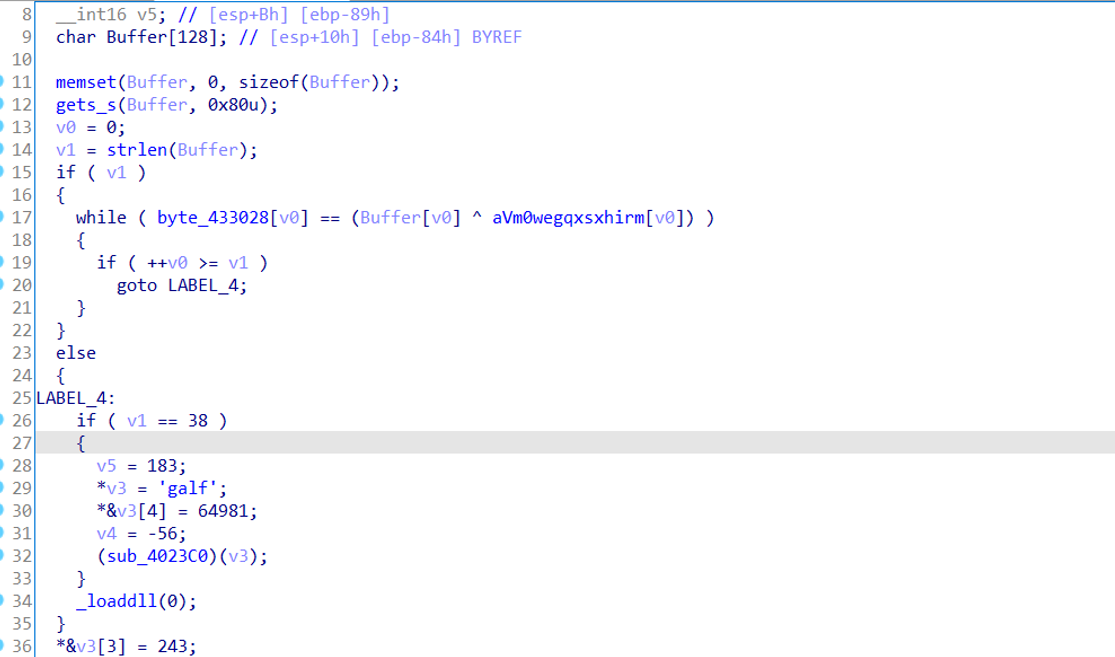 8 __int16 v5; // [esp+Bh] [ebp-89h]
9 char Buffer[128]; // [esp+10h] [ebp-84h] BYREF
10
11 memset(Buffer, 0, sizeof(Buffer));
12 gets_s(Buffer, 0x80u);
13 v0 = 0;
14 v1 = strlen(Buffer);
15 if ( v1 )
16 {
17 while ( byte_433028[v0] == (Buffer[v0] ^ aVm0wegqxsxhirm[v0]) )
18 {
19 if ( ++v0 >= v1 )
20 goto LABEL_4;
21 }
22 }
23 else
24 {
25 LABEL_4:
26 if ( v1 == 38 )
27 {
28 v5 = 183;
29 *v3 = 'galf';
30 *&v3[4] = 64981;
31 v4 = -56;
32 (sub_4023C0)(v3);
33 }
34 _loaddll(0);
35 }
36 *&v3[3] = 243;